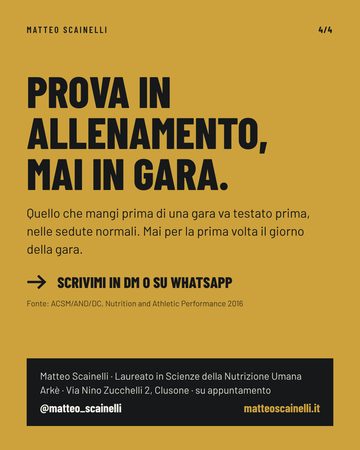 MATTEO SCAINELLI
4/4
PROVA IN
ALLENAMENTO,
MAI IN GARA.
Quello che mangi prima di una gara va testato prima,
nelle sedute normali. Mai per la prima volta il giorno
della gara.
→ SCRIVIMI IN DM O SU WHATSAPP
Fonte: ACSM/AND/DC, Nutrition and Athletic Performance 2016
Matteo Scainelli · Laureato in Scienze della Nutrizione Umana
Arkè · Via Nino Zucchelli 2, Clusone · su appuntamento
@matteo_scainelli
matteoscainelli.it